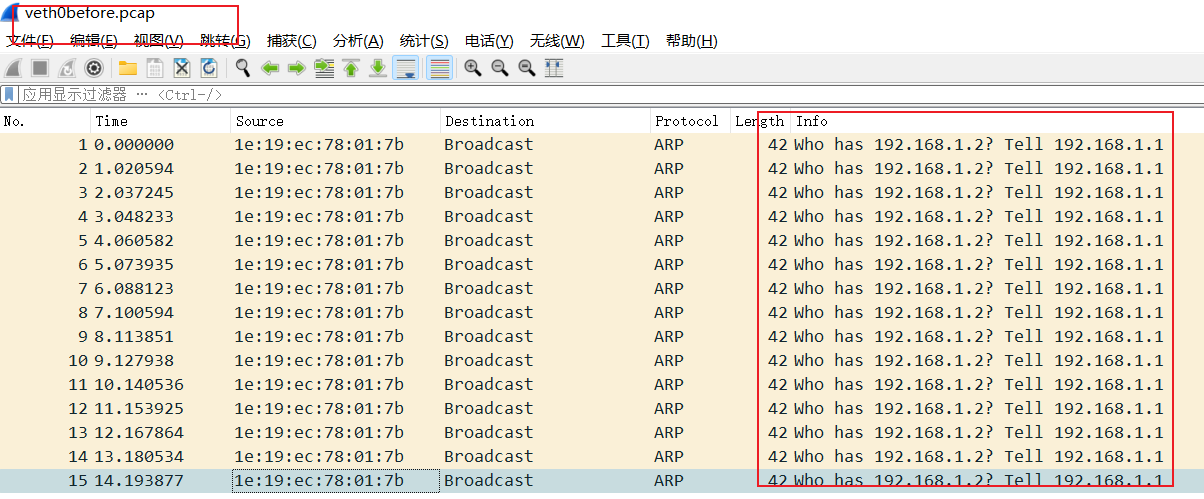 veth0before.pcap
文件(F) 编辑(E) 视图(V) 跳转(G) 捕获(C) 分析(A) 统计(S) 电话(Y) 无线(W) 工具(T) 帮助(H)
应用显示过滤器 … <Ctrl-/>
No. Time Source Destination Protocol Length Info
1 0.000000 1e:19:ec:78:01:7b Broadcast ARP 42 Who has 192.168.1.2? Tell 192.168.1.1
2 1.020594 1e:19:ec:78:01:7b Broadcast ARP 42 Who has 192.168.1.2? Tell 192.168.1.1
3 2.037245 1e:19:ec:78:01:7b Broadcast ARP 42 Who has 192.168.1.2? Tell 192.168.1.1
4 3.048233 1e:19:ec:78:01:7b Broadcast ARP 42 Who has 192.168.1.2? Tell 192.168.1.1
5 4.060582 1e:19:ec:78:01:7b Broadcast ARP 42 Who has 192.168.1.2? Tell 192.168.1.1
6 5.073935 1e:19:ec:78:01:7b Broadcast ARP 42 Who has 192.168.1.2? Tell 192.168.1.1
7 6.088123 1e:19:ec:78:01:7b Broadcast ARP 42 Who has 192.168.1.2? Tell 192.168.1.1
8 7.100594 1e:19:ec:78:01:7b Broadcast ARP 42 Who has 192.168.1.2? Tell 192.168.1.1
9 8.113851 1e:19:ec:78:01:7b Broadcast ARP 42 Who has 192.168.1.2? Tell 192.168.1.1
10 9.127938 1e:19:ec:78:01:7b Broadcast ARP 42 Who has 192.168.1.2? Tell 192.168.1.1
11 10.140536 1e:19:ec:78:01:7b Broadcast ARP 42 Who has 192.168.1.2? Tell 192.168.1.1
12 11.153925 1e:19:ec:78:01:7b Broadcast ARP 42 Who has 192.168.1.2? Tell 192.168.1.1
13 12.167864 1e:19:ec:78:01:7b Broadcast ARP 42 Who has 192.168.1.2? Tell 192.168.1.1
14 13.180534 1e:19:ec:78:01:7b Broadcast ARP 42 Who has 192.168.1.2? Tell 192.168.1.1
15 14.193877 1e:19:ec:78:01:7b Broadcast ARP 42 Who has 192.168.1.2? Tell 192.168.1.1